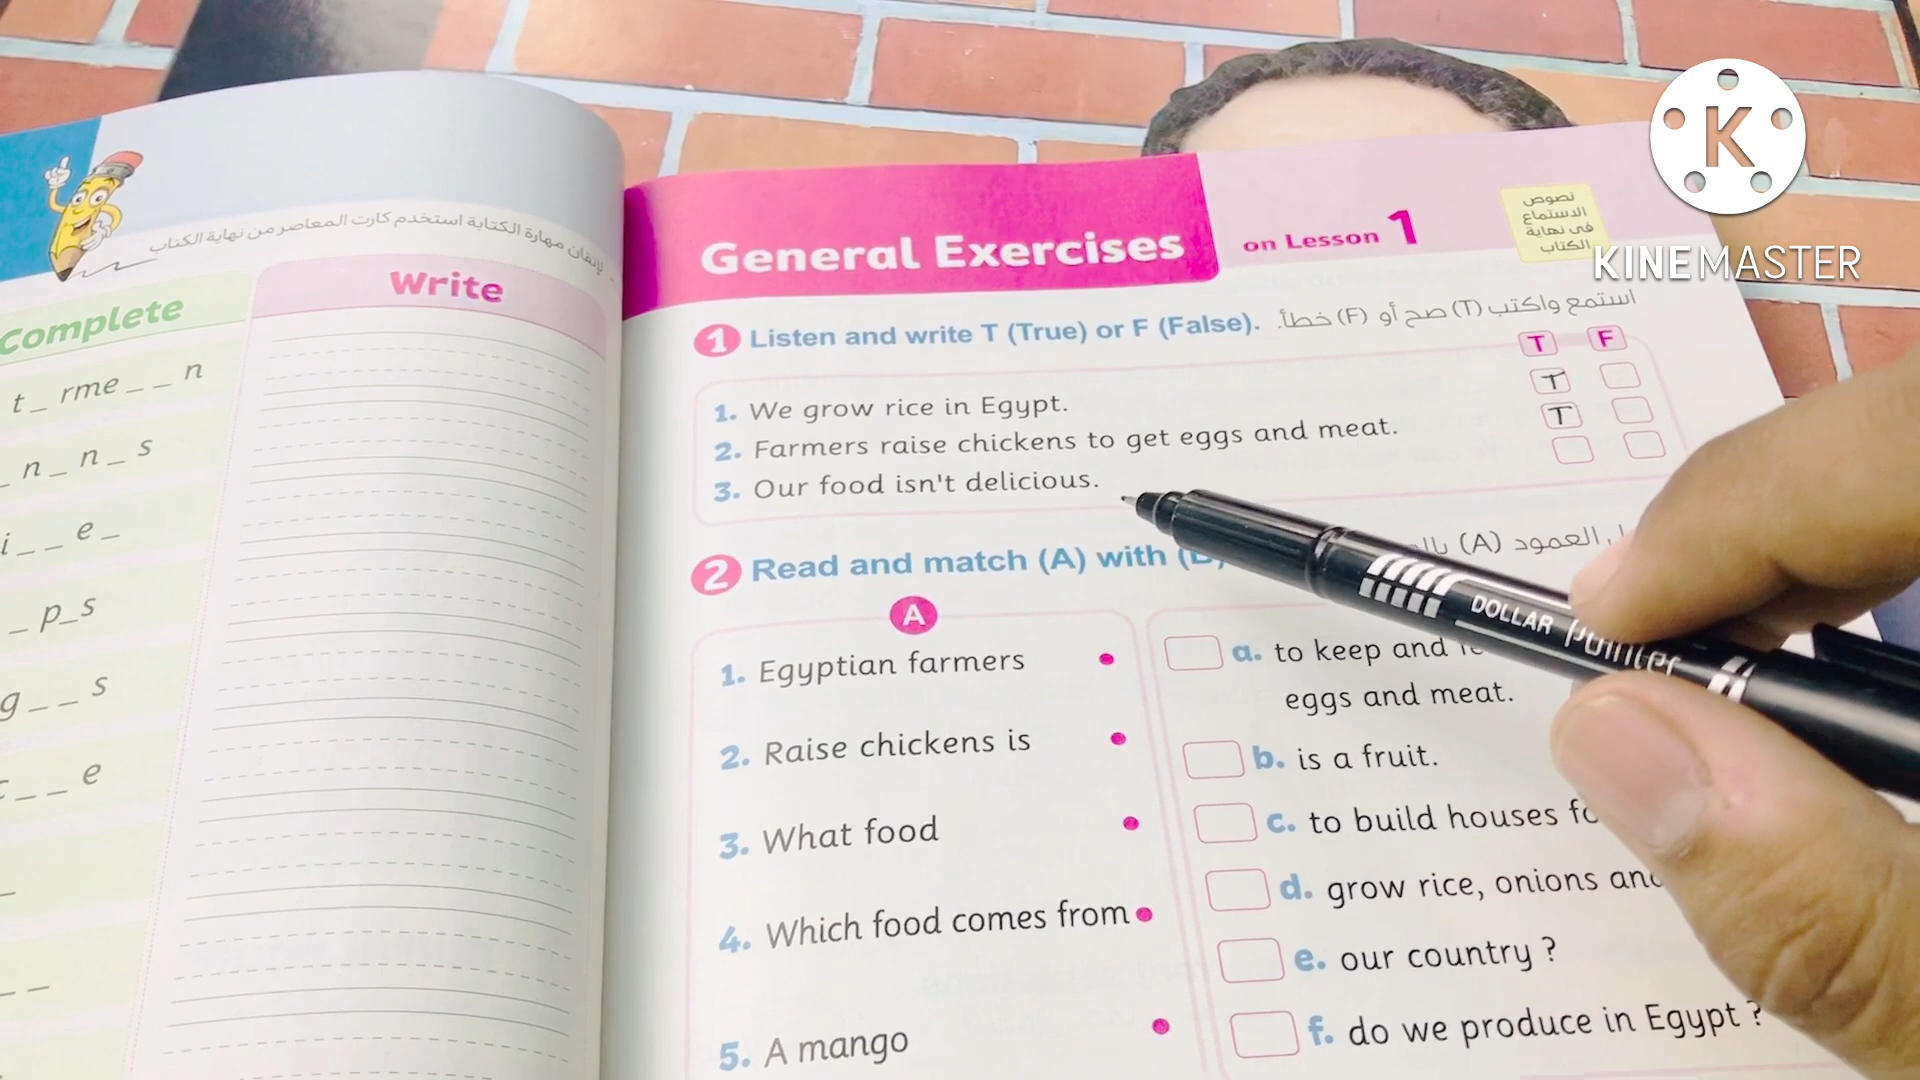 لإتقان مهارة الكتابة استخدم كارت المعاصر من نهاية الكتاب
Complete
Write
t_ rme _ _ n
_ n _ n _ s
i _ _ e _
_ p_s
g _ _ s
_ _ e
General Exercises
on Lesson 1
نصوص
الاستماع
فى نهاية
الكتاب
K
KINEMASTER
1 Listen and write T (True) or F (False).
استمع واكتب (T) صح أو (F) خطأ.
T F
1. We grow rice in Egypt.
T
2. Farmers raise chickens to get eggs and meat.
T
3. Our food isn't delicious.
2 Read and match (A) with
العمود (A)
A
1. Egyptian farmers
2. Raise chickens is
3. What food
4. Which food comes from
5. A mango
a. to keep and
eggs and meat.
b. is a fruit.
c. to build houses
d. grow rice, onions and
e. our country ?
f. do we produce in Egypt ?
DOLLAR Pointer